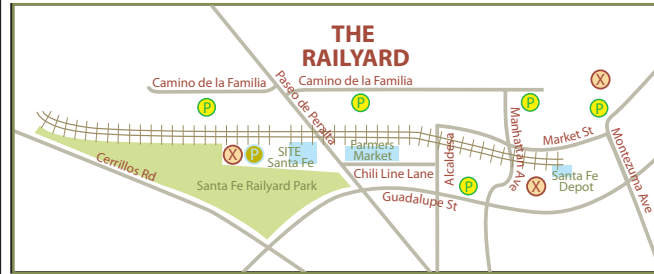 THE
RAILYARD
Camino de la Familia
Camino de la Familia
Paseo de Peralta
X
P
P
P
P
Manhattan Ave
Market St
Montezuma Ave
Alcaldesa
X
P
SITE
Santa Fe
Farmers
Market
Cerrillos Rd
Chili Line Lane
Santa Fe
Depot
Santa Fe Railyard Park
P
X
Guadalupe St